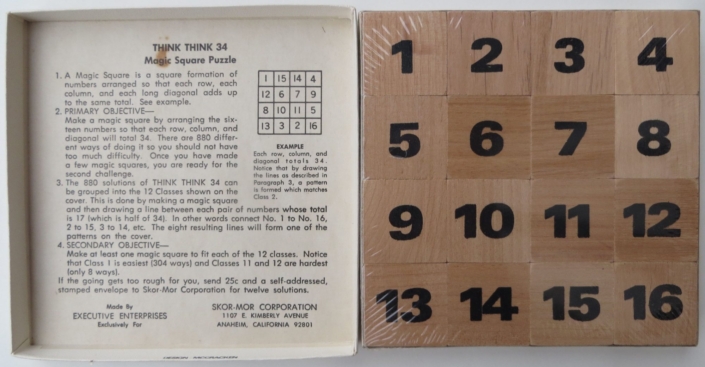 THINK THINK 34
Magic Square Puzzle
1. A Magic Square is a square formation of
numbers arranged so that each row, each
column, and each long diagonal adds up
to the same total. See example.
2. PRIMARY OBJECTIVE—
Make a magic square by arranging the six-
teen numbers so that each row, column, and
diagonal will total 34. There are 880 differ-
ent ways of doing it so you should not have
too much difficulty. Once you have made
a few magic squares, you are ready for the
second challenge.
3. The 880 solutions of THINK THINK 34 can
be grouped into the 12 Classes shown on the
cover. This is done by making a magic square
and then drawing a line between each pair of numbers whose total
is 17 (which is half of 34). In other words connect No. 1 to No. 16,
2 to 15, 3 to 14, etc. The eight resulting lines will form one of the
patterns on the cover.
4. SECONDARY OBJECTIVE—
Make at least one magic square to fit each of the 12 classes. Notice
that Class 1 is easiest (304 ways) and Classes 11 and 12 are hardest
(only 8 ways).
If the going gets too rough for you, send 25c and a self-addressed,
stamped envelope to Skor-Mor Corporation for twelve solutions.
1 15 14 4
12 6 7 9
8 10 11 5
13 3 2 16
EXAMPLE
Each row, column, and
diagonal totals 34.
Notice that by drawing
the lines as described in
Paragraph 3, a pattern
is formed which matches
Class 2.
Made By
EXECUTIVE ENTERPRISES
Exclusively For
SKOR-MOR CORPORATION
1107 E. KIMBERLY AVENUE
ANAHEIM, CALIFORNIA 92801
1 2 3 4
5 6 7 8
9 10 11 12
13 14 15 16